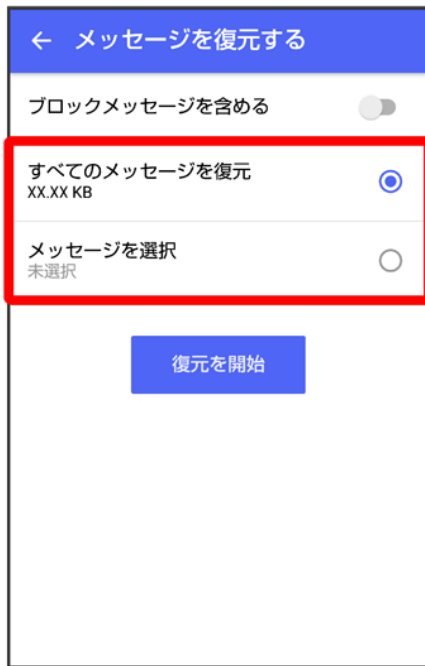 ← メッセージを復元する
ブロックメッセージを含める
すべてのメッセージを復元
XX.XX KB
メッセージを選択
未選択
復元を開始